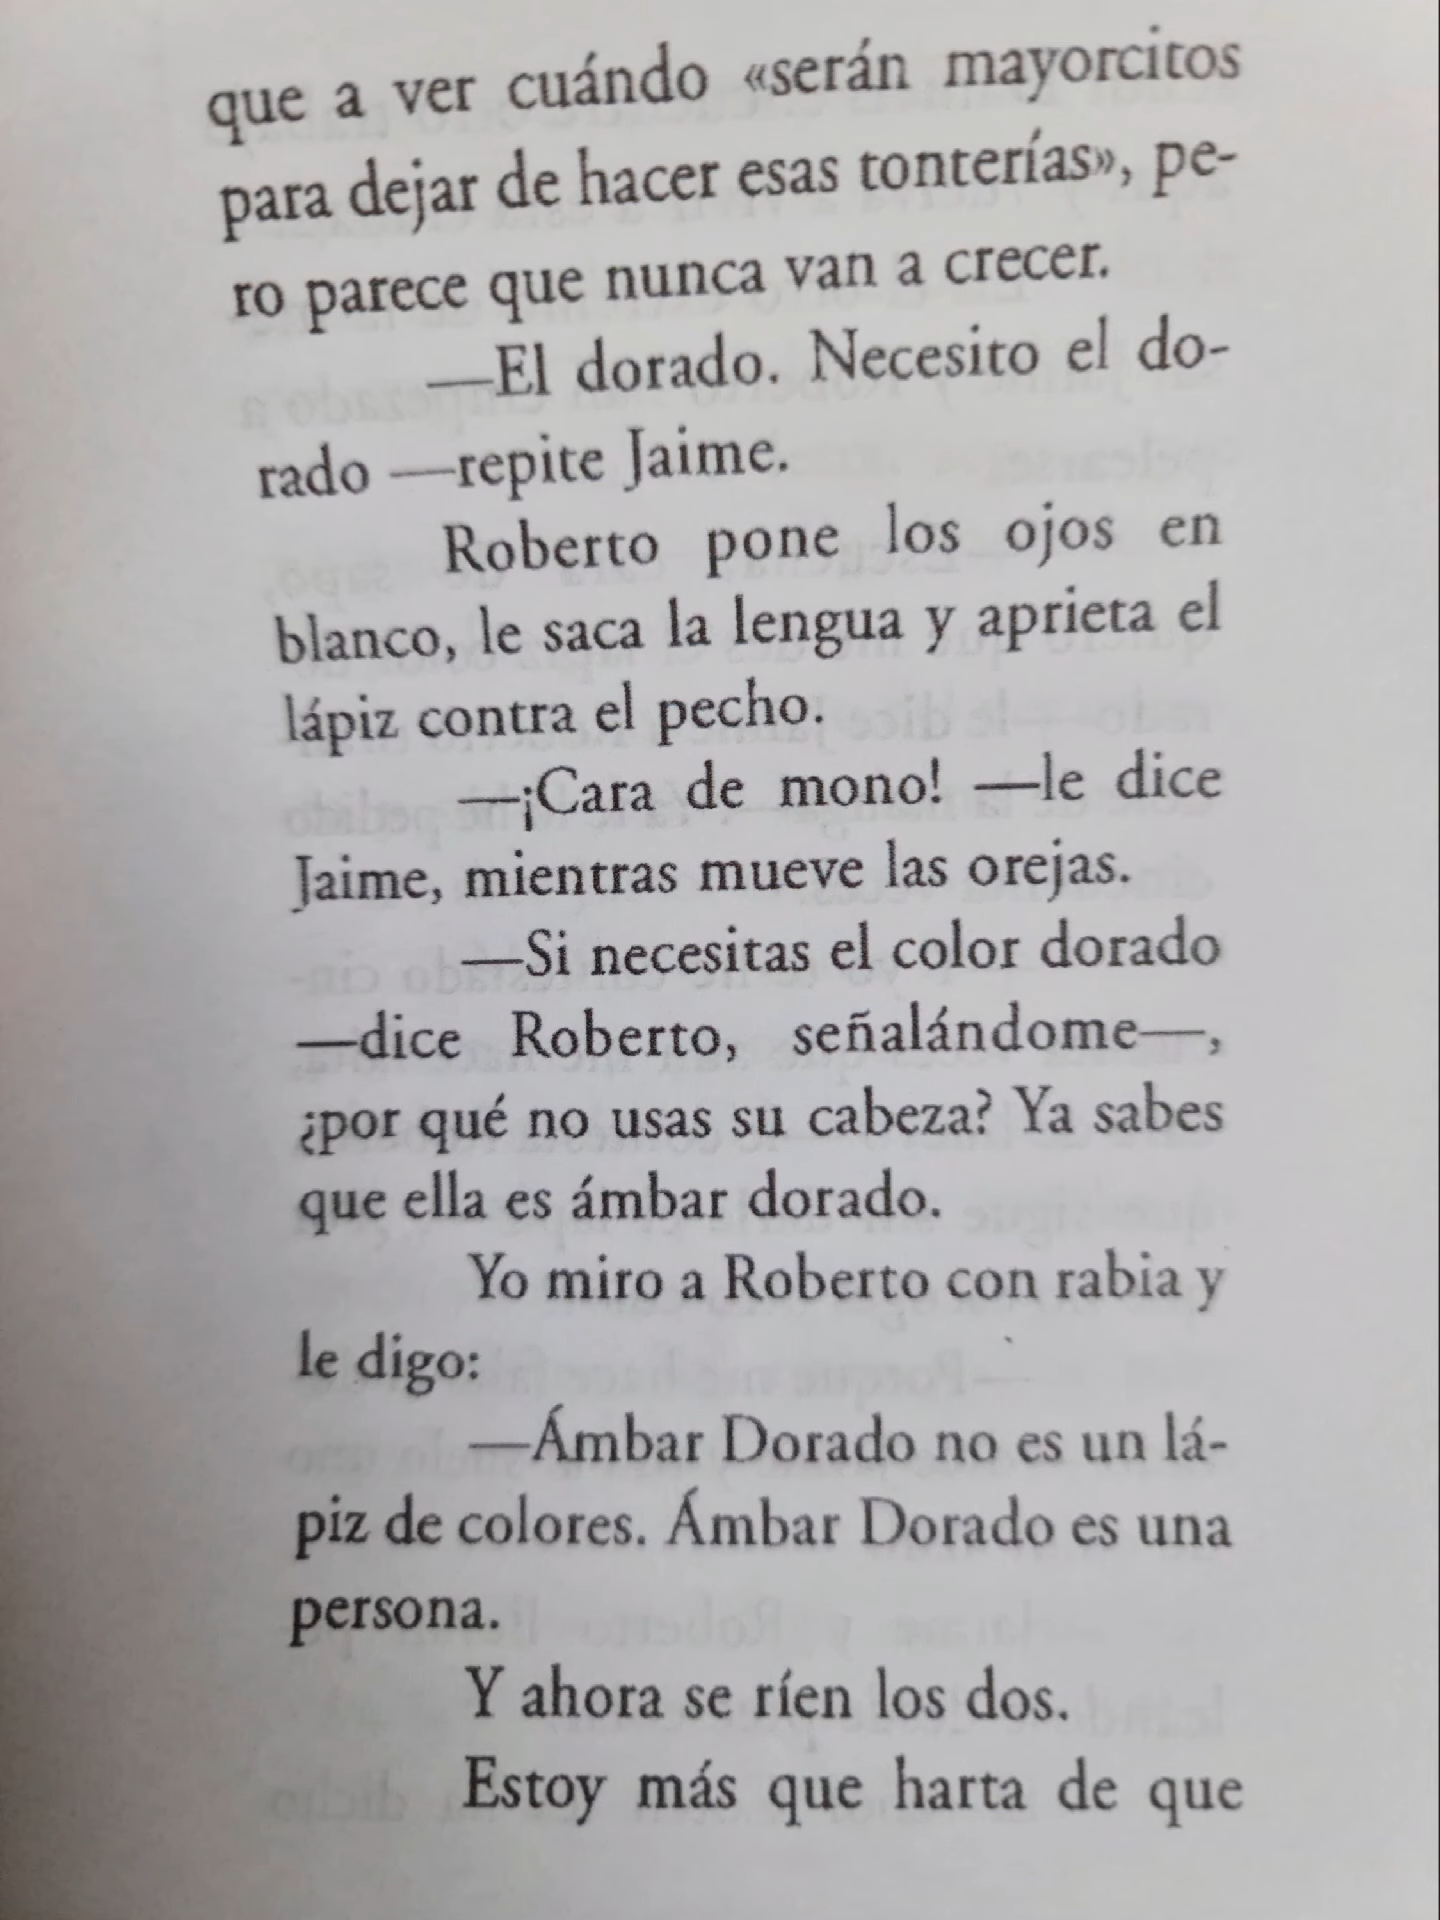 que a ver cuándo «serán mayorcitos
para dejar de hacer esas tonterías», pe-
ro parece que nunca van a crecer.
—El dorado. Necesito el do-
rado —repite Jaime.
Roberto pone los ojos en
blanco, le saca la lengua y aprieta el
lápiz contra el pecho.
—¡Cara de mono! —le dice
Jaime, mientras mueve las orejas.
—Si necesitas el color dorado
—dice Roberto, señalándome—,
¿por qué no usas su cabeza? Ya sabes
que ella es ámbar dorado.
Yo miro a Roberto con rabia y
le digo:
—Ámbar Dorado no es un lá-
piz de colores. Ámbar Dorado es una
persona.
Y ahora se ríen los dos.
Estoy más que harta de que